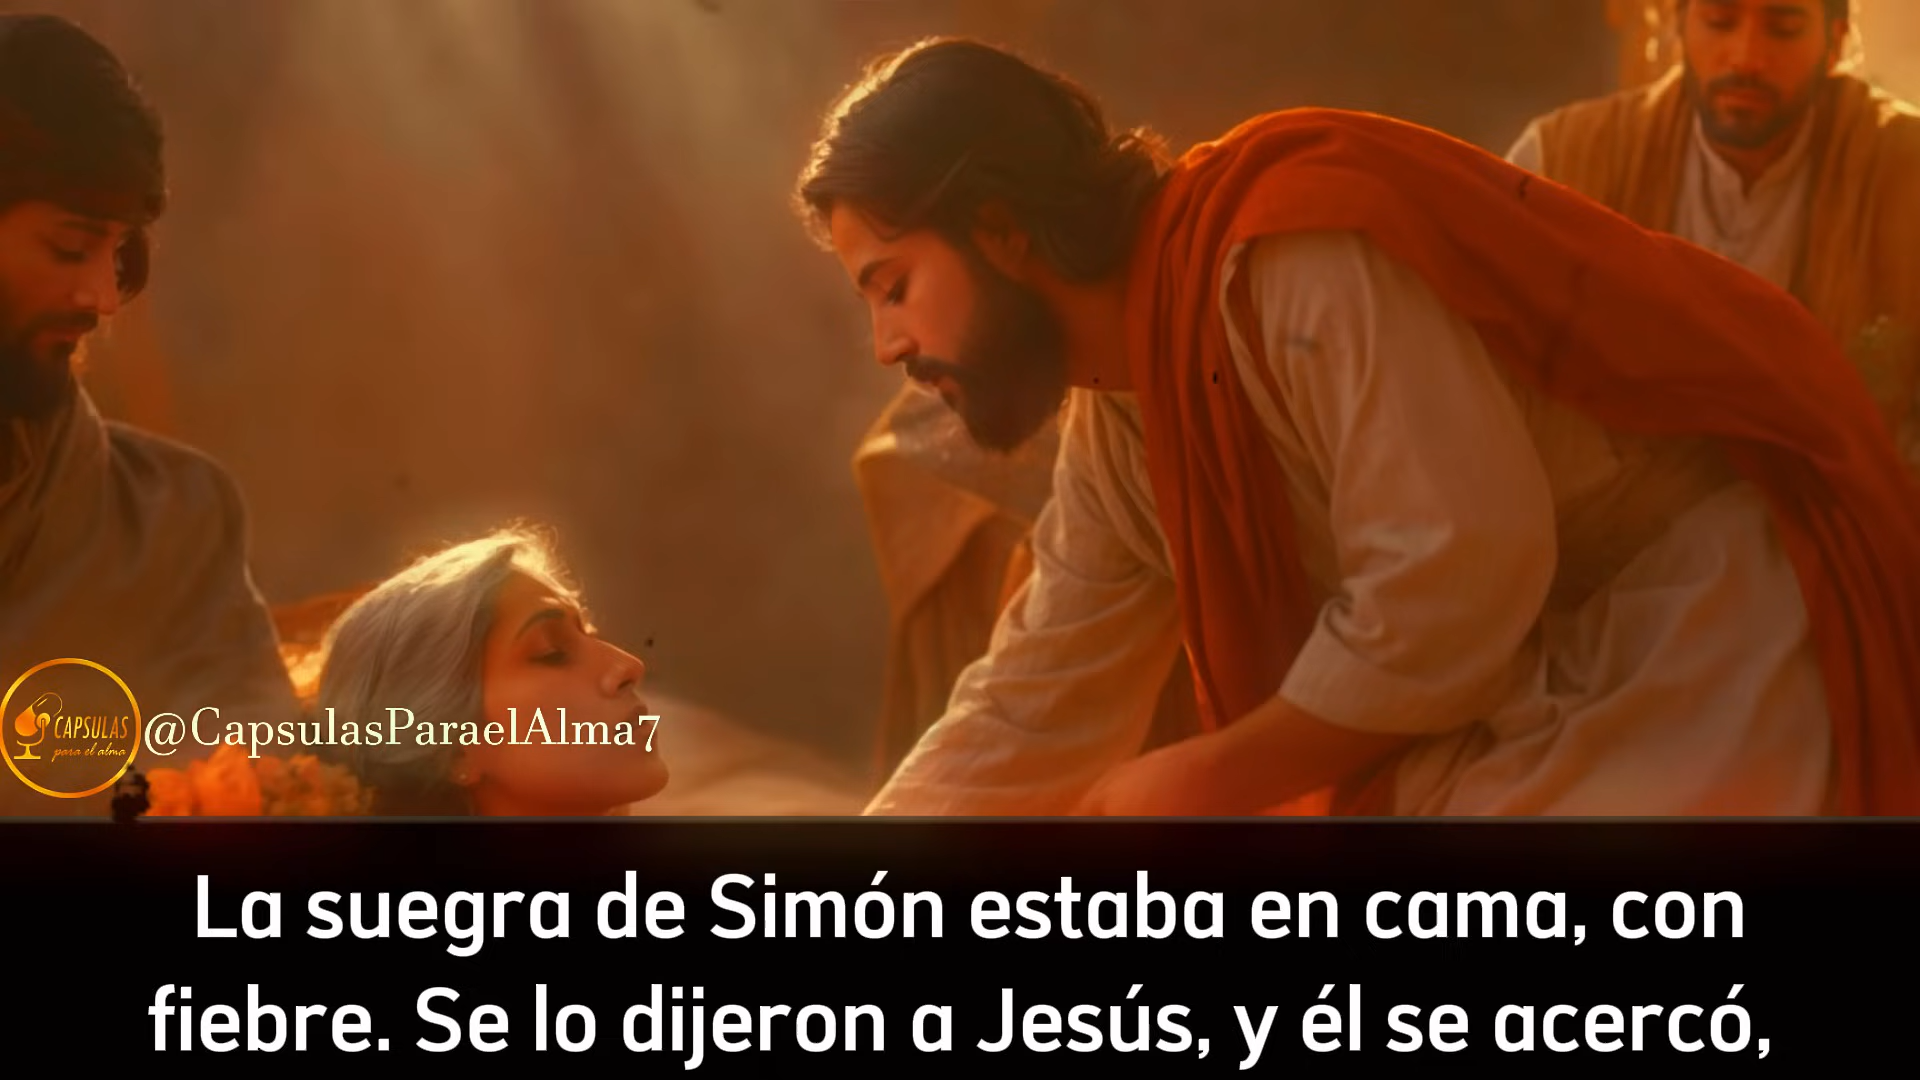 CAPSULAS
para el alma
@CapsulasParaelAlma7
La suegra de Simón estaba en cama, con
fiebre. Se lo dijeron a Jesús, y él se acercó,